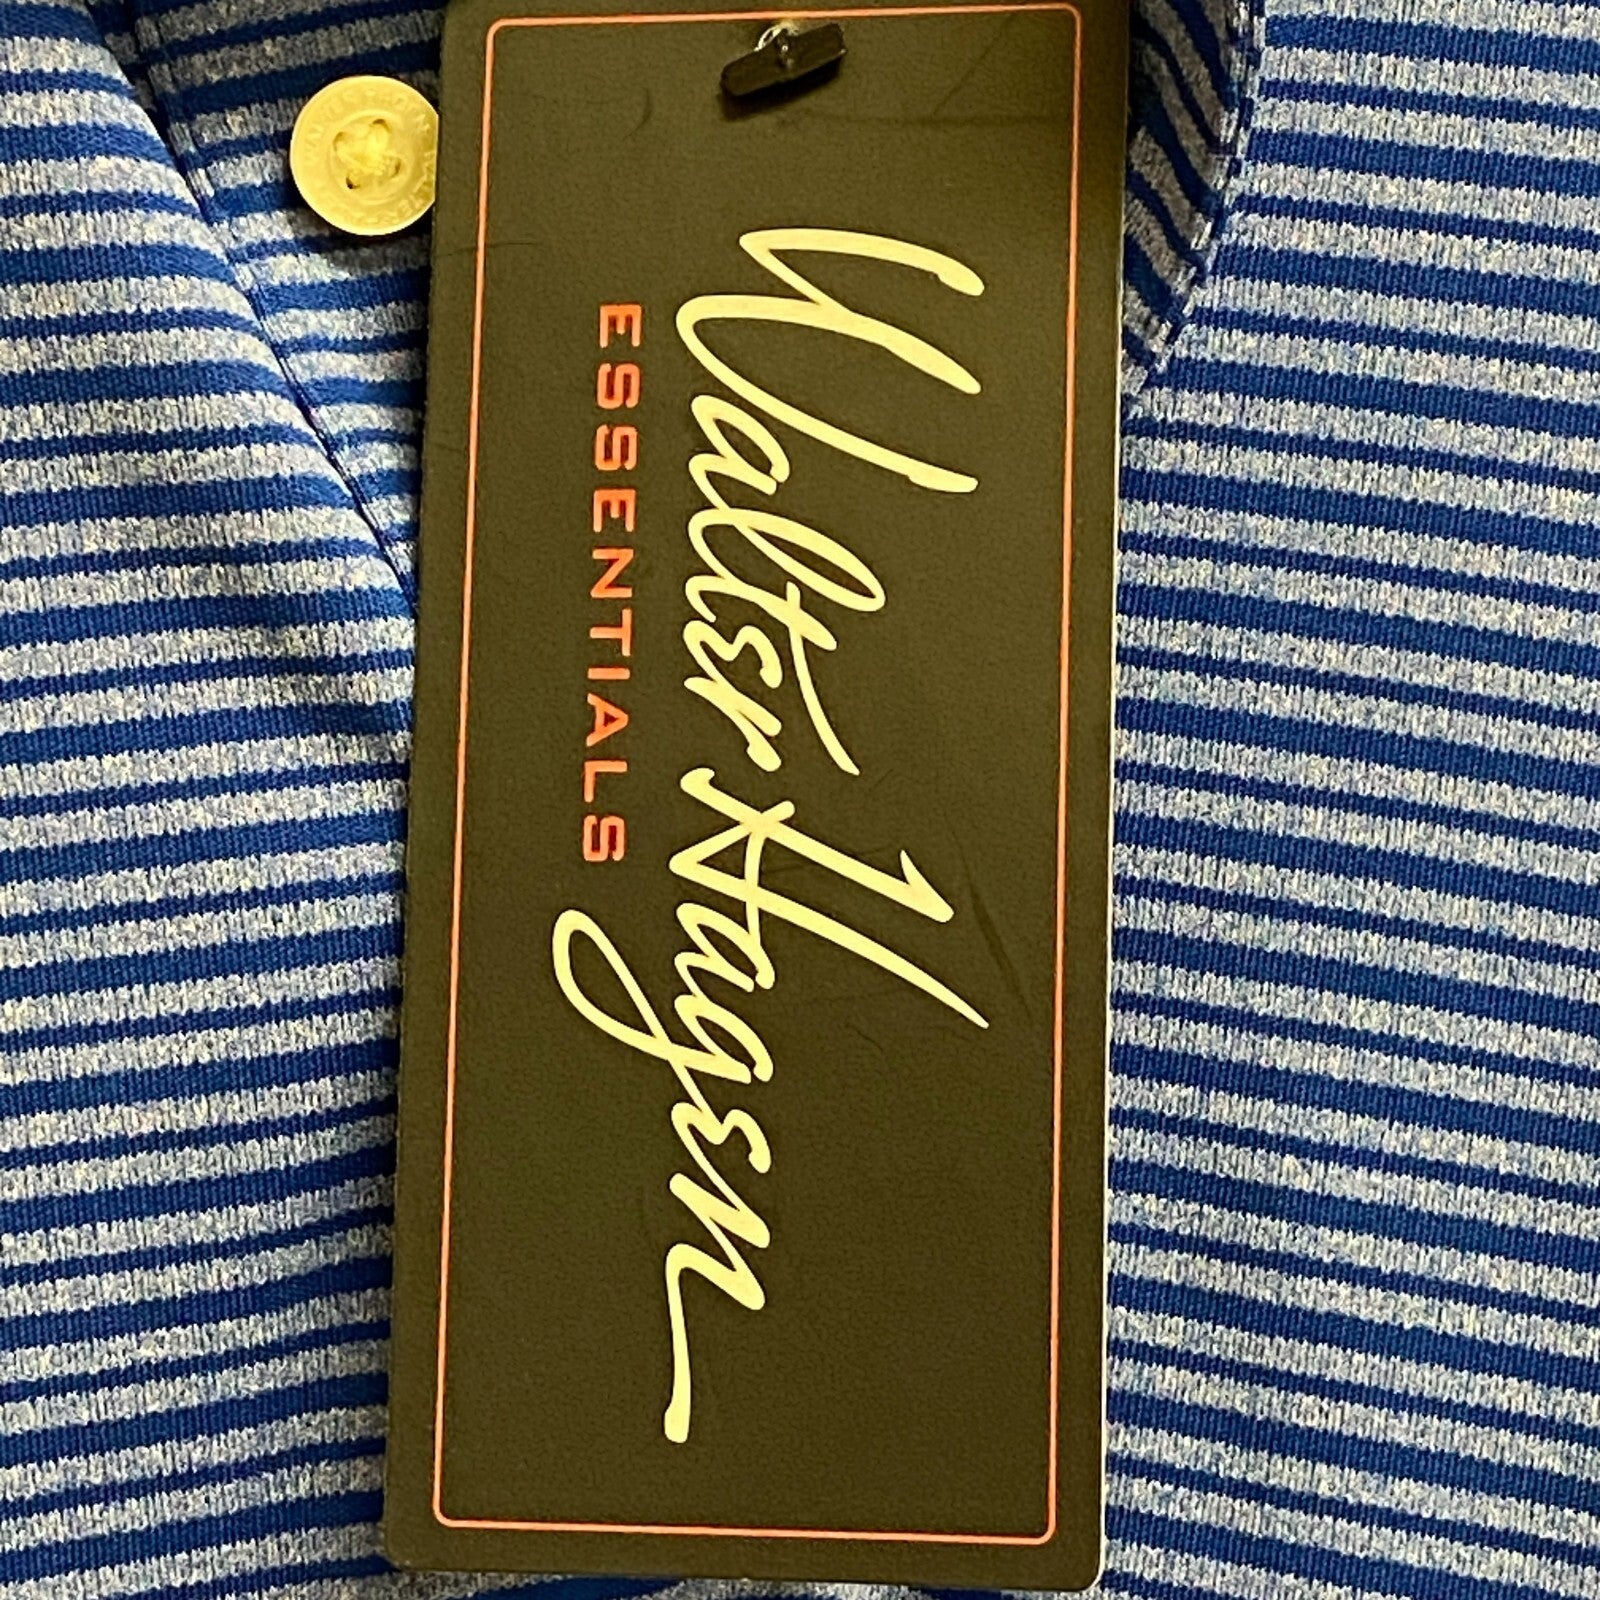 Walter Hagen
ESSENTIALS